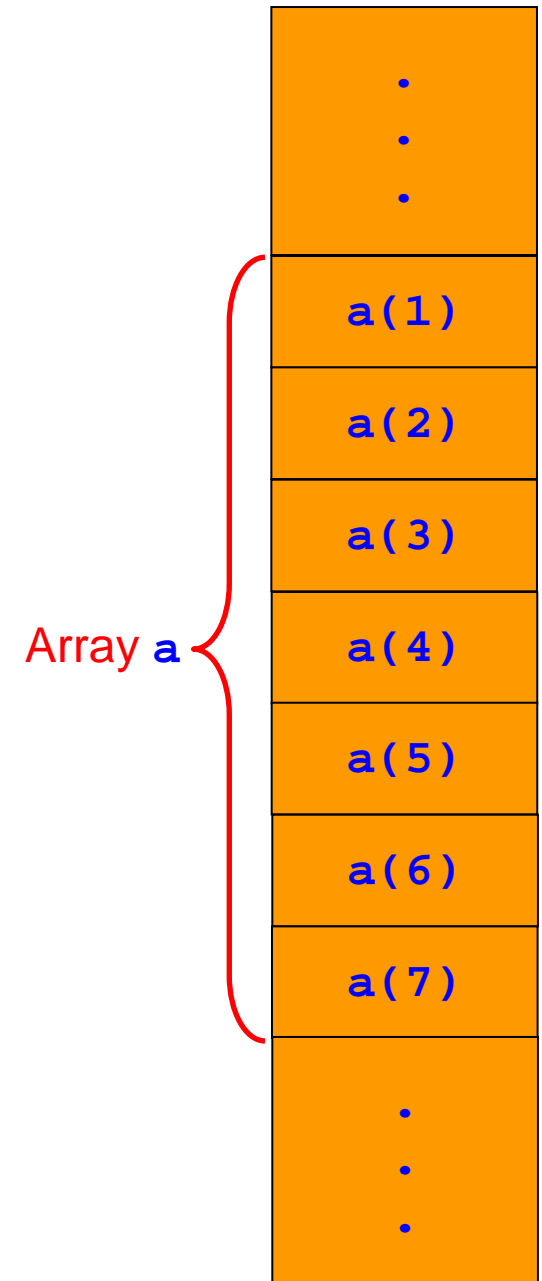 .
.
.
a(1)
a(2)
a(3)
Array a
a(4)
a(5)
a(6)
a(7)
.
.
.